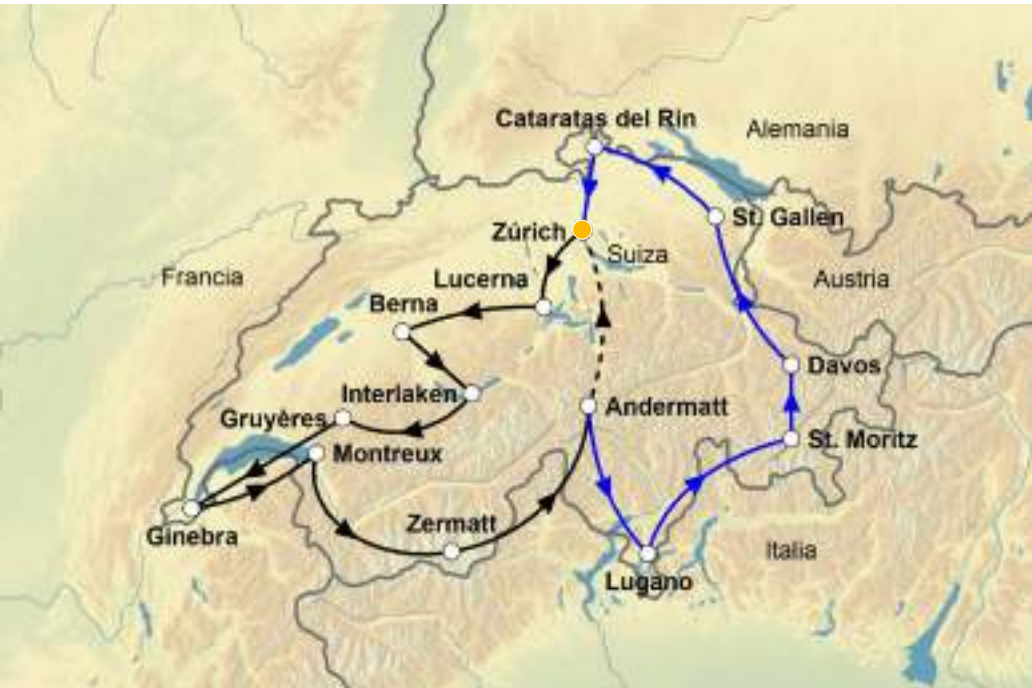 Cataratas del Rin
Alemania
St. Gallen
Zúrich
Suiza
Francia
Lucerna
Austria
Berna
Davos
Interlaken
Andermatt
Gruyères
St. Moritz
Montreux
Zermatt
Ginebra
Italia
Lugano